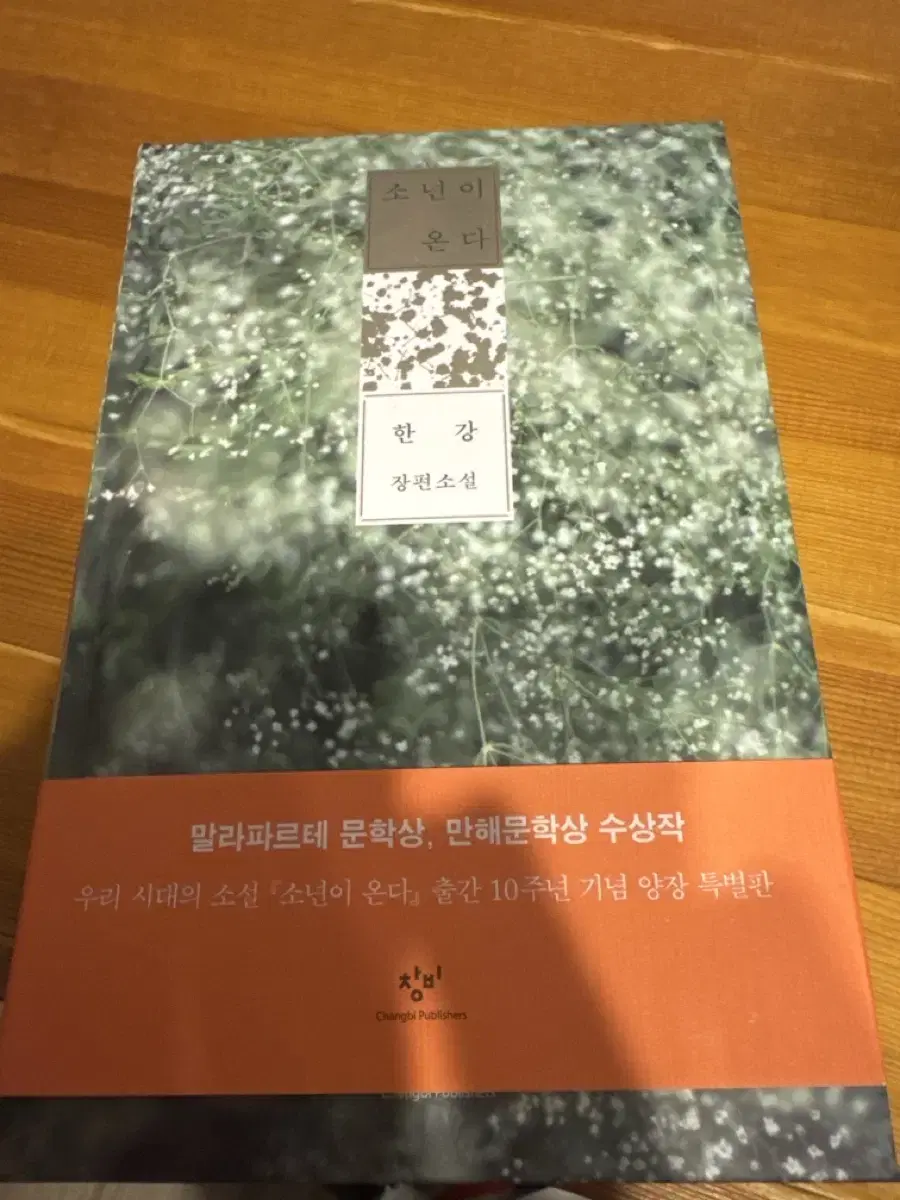 소년이
온다
한 강
장편소설
말라파르테 문학상, 만해문학상 수상작
우리 시대의 소설 『소년이 온다』 출간 10주년 기념 양장 특별판
창비
Changbi Publishers
Changbi Publishers